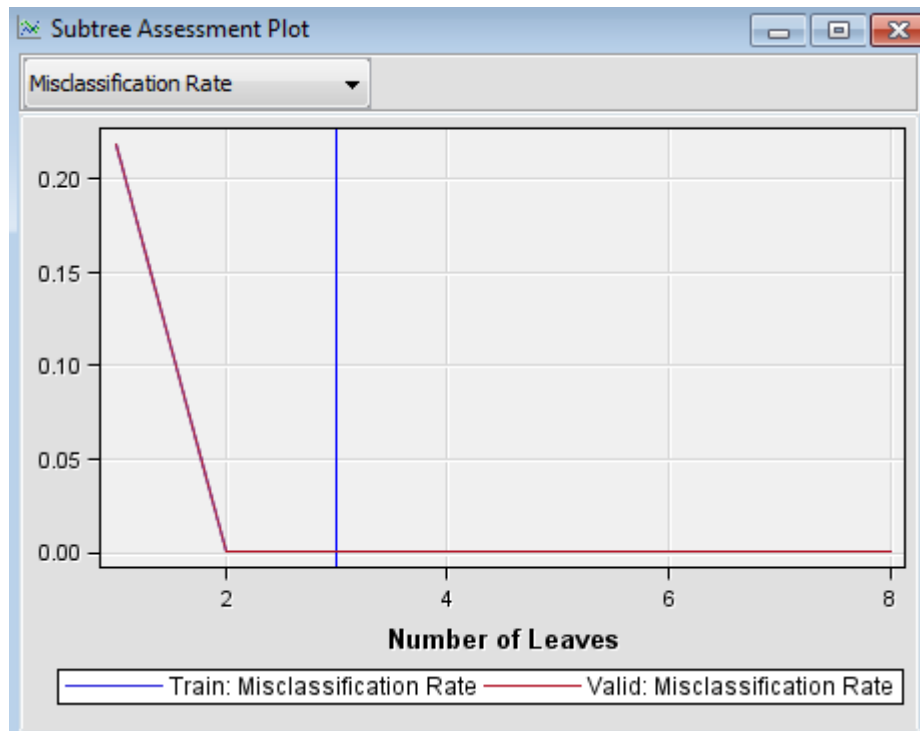 Subtree Assessment Plot
Misclassification Rate
0.20
0.15
0.10
0.05
0.00
2 4 6 8
Number of Leaves
Train: Misclassification Rate Valid: Misclassification Rate